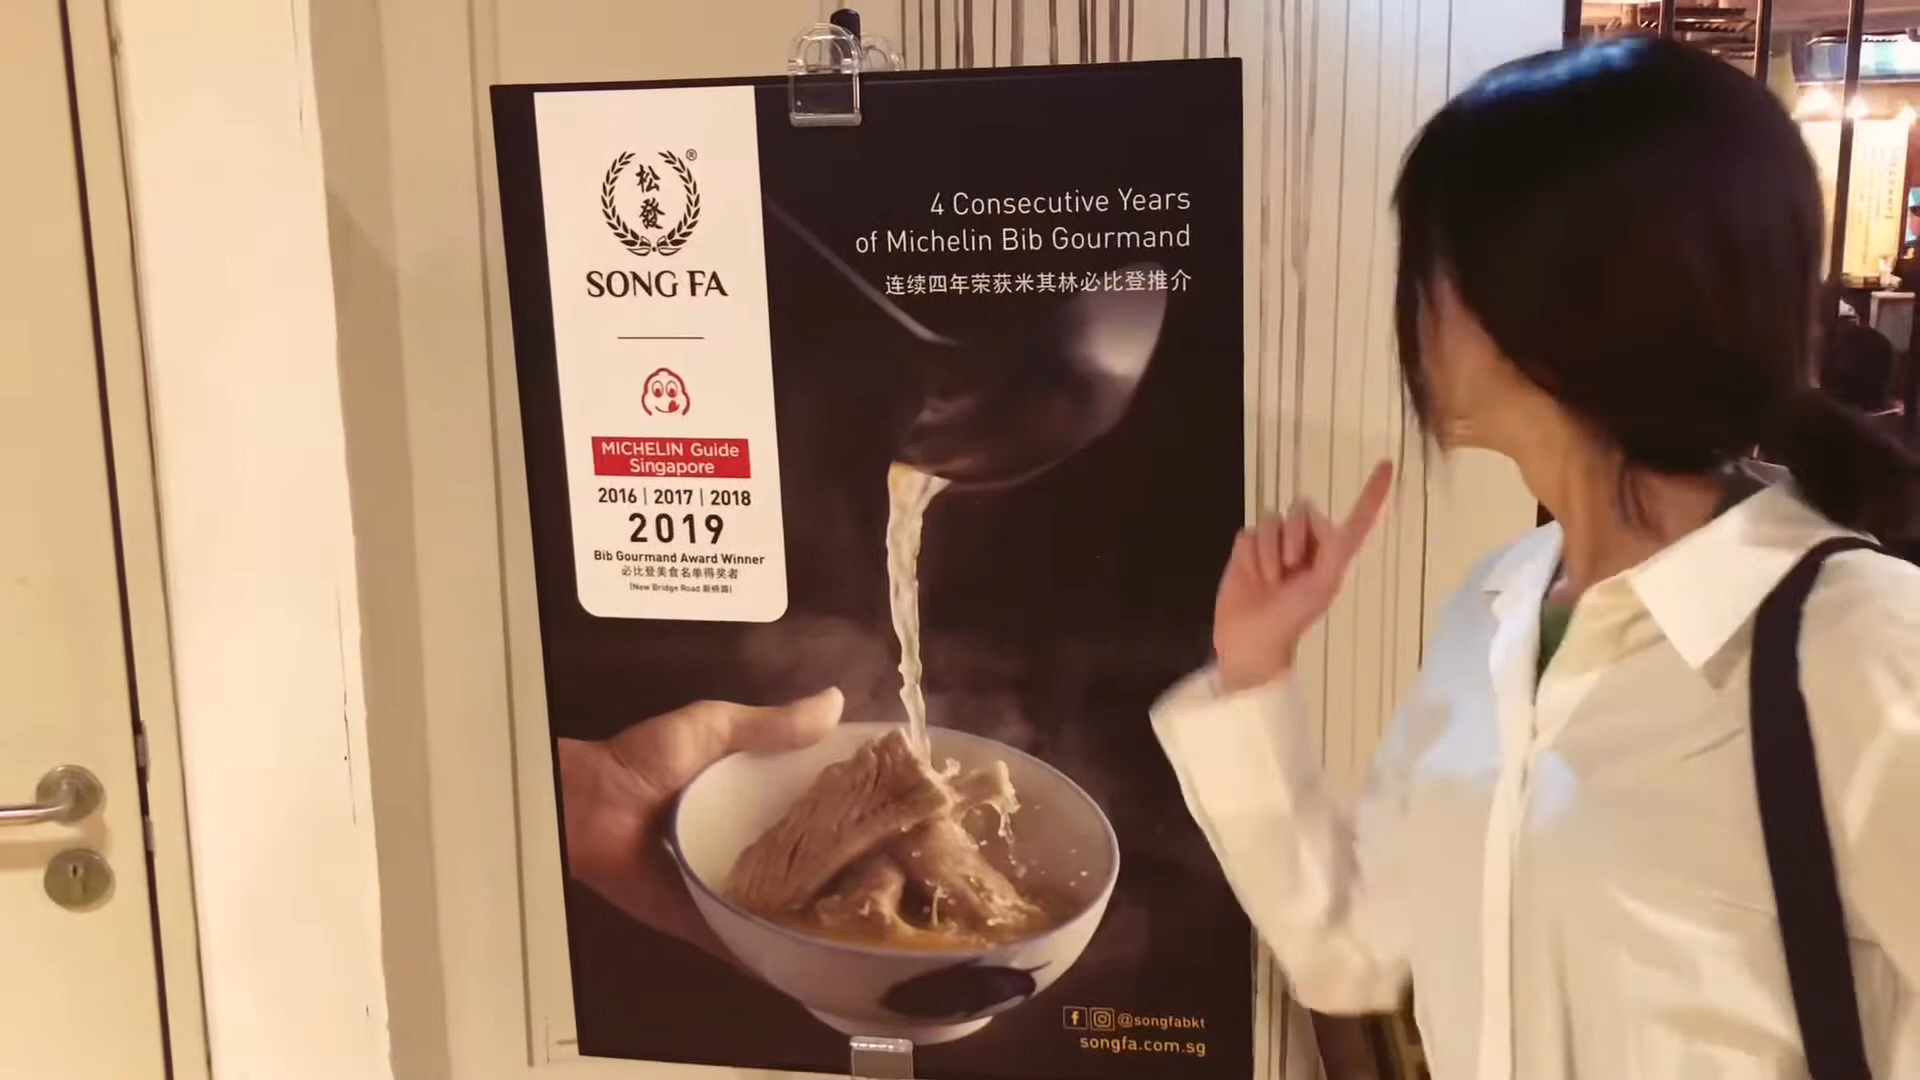 松
發
®
SONG FA
MICHELIN Guide
Singapore
2016 | 2017 | 2018
2019
Bib Gourmand Award Winner
必比登美食名单得奖者
(New Bridge Road 新桥路)
4 Consecutive Years
of Michelin Bib Gourmand
连续四年荣获米其林必比登推介
@songfabkt
songfa.com.sg